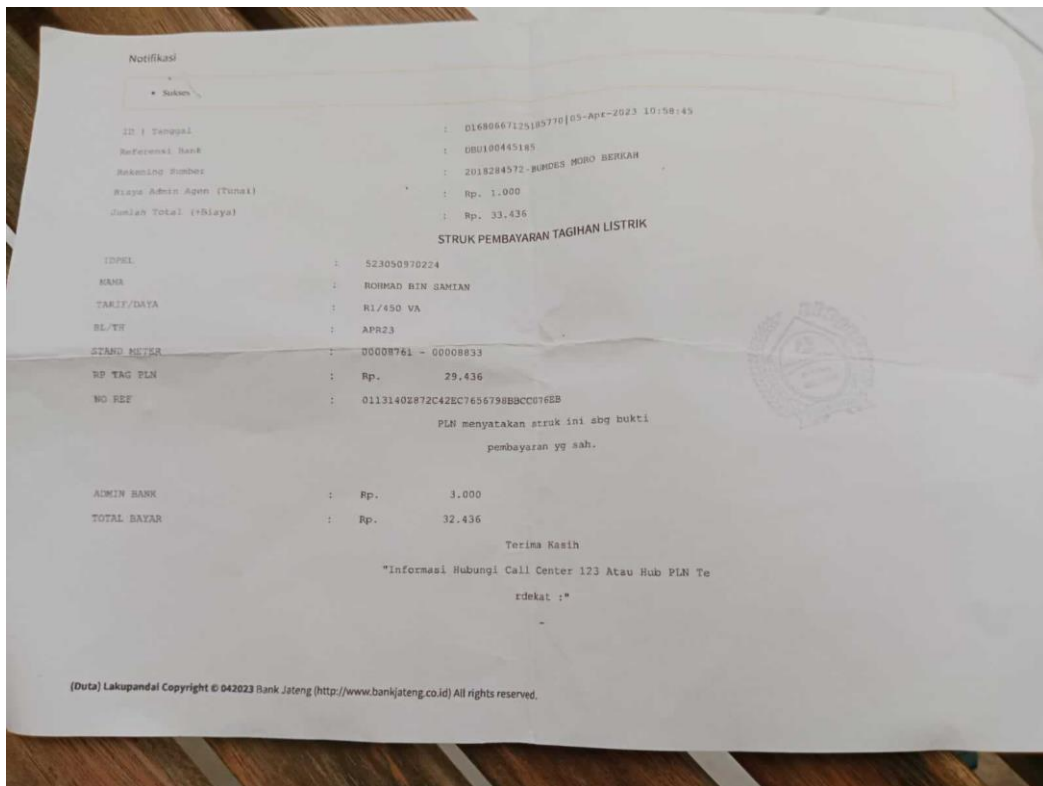 Notifikasi
• Sukses
ID | Tanggal : D1680667125185770|05-Apr-2023 10:58:45
Referensi Bank : DBU100445185
Rekening Sumber : 2018284572-BUMDES MORO BERKAH
Biaya Admin Agen (Tunai) : Rp. 1.000
Jumlah Total (+Biaya) : Rp. 33.436
STRUK PEMBAYARAN TAGIHAN LISTRIK
IDPEL : 523050970224
NAMA : ROHMAD BIN SAMIAN
TARIF/DAYA : R1/450 VA
BL/TH : APR23
STAND METER : 00008761 - 00008833
RP TAG PLN : Rp. 29.436
NO REF : 0113140Z872C42EC7656798BBCC076EB
PLN menyatakan struk ini sbg bukti
pembayaran yg sah.
ADMIN BANK : Rp. 3.000
TOTAL BAYAR : Rp. 32.436
Terima Kasih
"Informasi Hubungi Call Center 123 Atau Hub PLN Te
rdekat :"
-
(Duta) Lakupandai Copyright © 042023 Bank Jateng (http://www.bankjateng.co.id) All rights reserved.